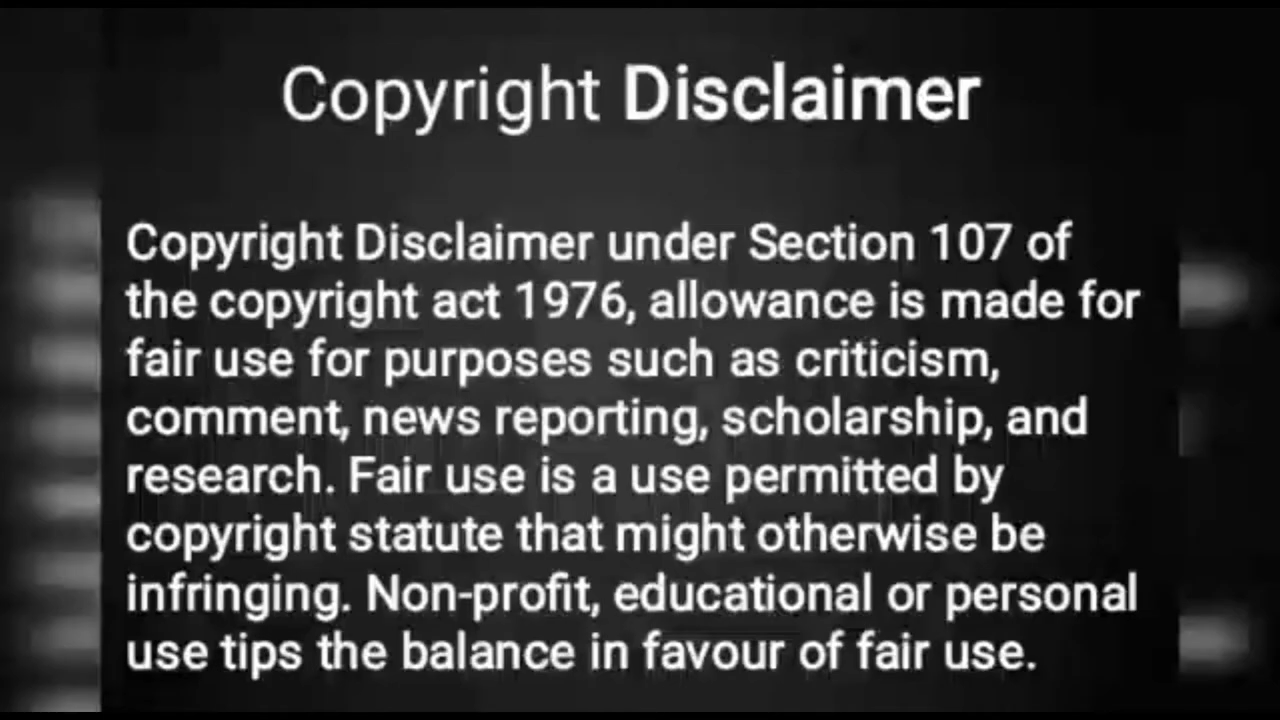 Copyright Disclaimer
Copyright Disclaimer under Section 107 of
the copyright act 1976, allowance is made for
fair use for purposes such as criticism,
comment, news reporting, scholarship, and
research. Fair use is a use permitted by
copyright statute that might otherwise be
infringing. Non-profit, educational or personal
use tips the balance in favour of fair use.